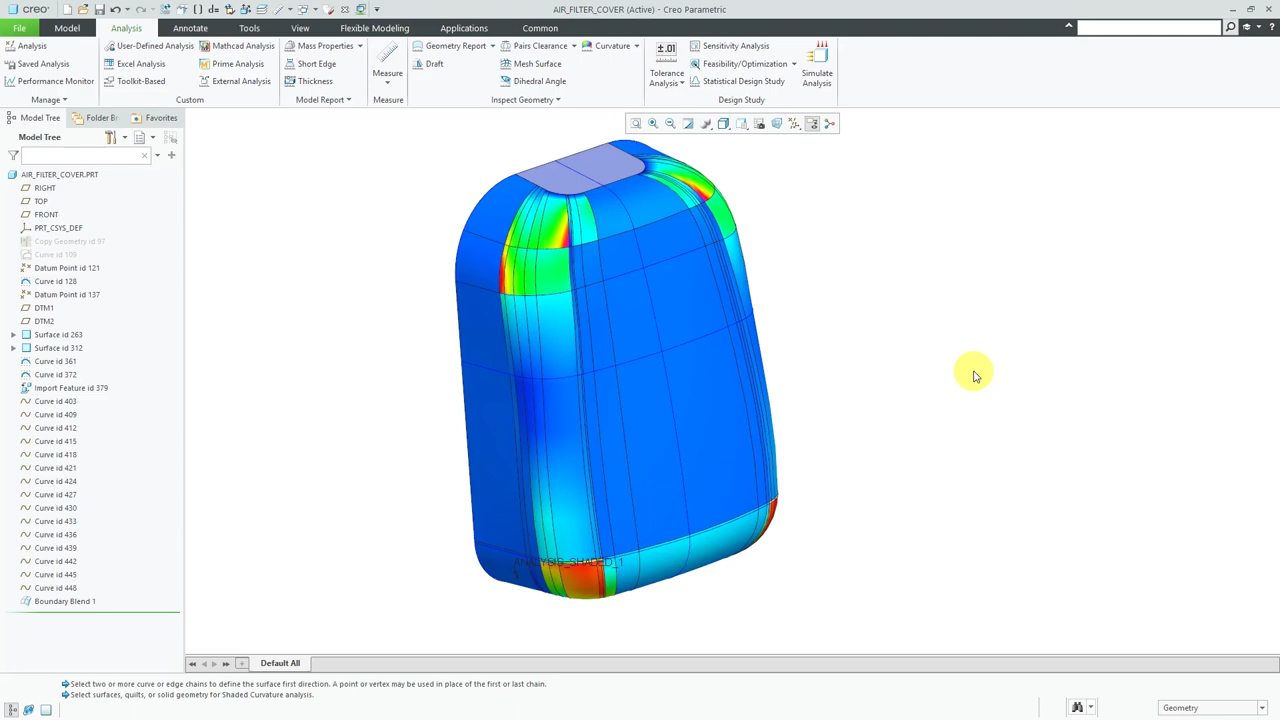 creo
AIR_FILTER_COVER (Active) - Creo Parametric
File Model Analysis Annotate Tools View Flexible Modeling Applications Common
Analysis User-Defined Analysis Mathcad Analysis Mass Properties Geometry Report Pairs Clearance Curvature Sensitivity Analysis
Saved Analysis Excel Analysis Prime Analysis Short Edge Draft Mesh Surface Feasibility/Optimization
Performance Monitor Toolkit-Based External Analysis Thickness Measure Dihedral Angle Tolerance Analysis Statistical Design Study Simulate Analysis
Manage Custom Model Report Measure Inspect Geometry Design Study
Model Tree Folder Br Favorites
Model Tree
AIR_FILTER_COVER.PRT
RIGHT
TOP
FRONT
PRT_CSYS_DEF
Copy Geometry id 97
Curve id 109
Datum Point id 121
Curve id 128
Datum Point id 137
DTM1
DTM2
Surface id 263
Surface id 312
Curve id 361
Curve id 372
Import Feature id 379
Curve id 403
Curve id 409
Curve id 412
Curve id 415
Curve id 418
Curve id 421
Curve id 424
Curve id 427
Curve id 430
Curve id 433
Curve id 436
Curve id 439
Curve id 442
Curve id 445
Curve id 448
Boundary Blend 1
ANALYSIS_SHADED_1
Default All
Select two or more curve or edge chains to define the surface first direction. A point or vertex may be used in place of the first or last chain.
Select surfaces, quilts, or solid geometry for Shaded Curvature analysis.
Geometry